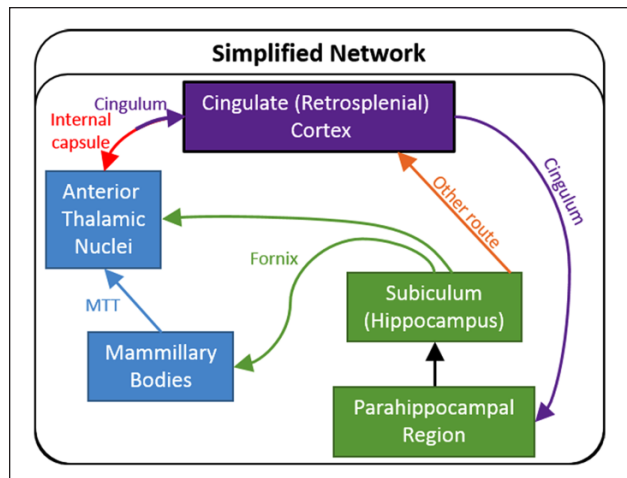 Simplified Network
Cingulum
Internal
capsule
Cingulate (Retrosplenial)
Cortex
Cingulum
Other route
Anterior
Thalamic
Nuclei
Fornix
MTT
Subiculum
(Hippocampus)
Mammillary
Bodies
Parahippocampal
Region